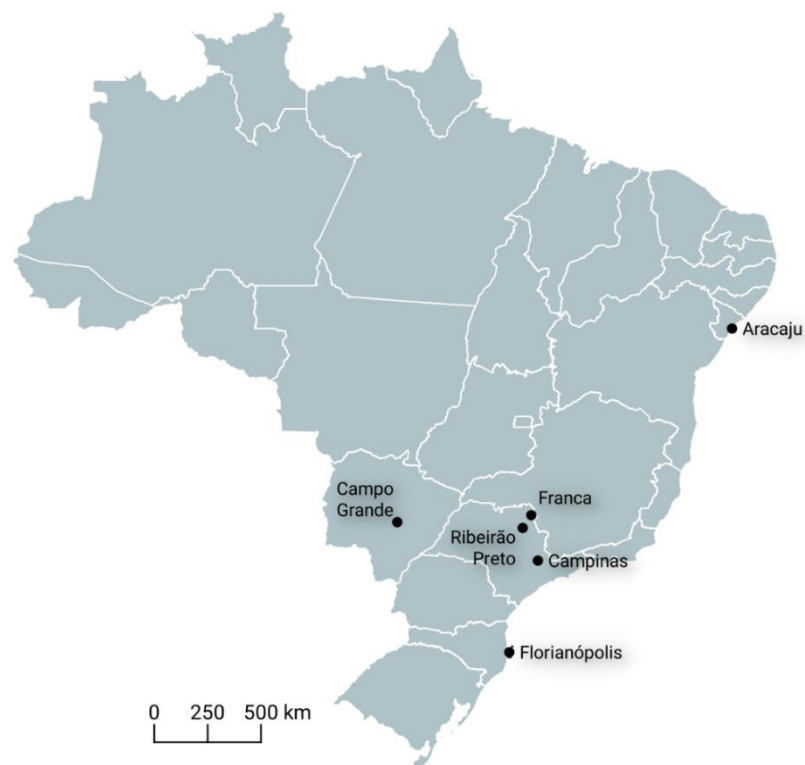 Aracaju
Campo
Grande
Franca
Ribeirão
Preto
Campinas
Florianópolis
0 250 500 km